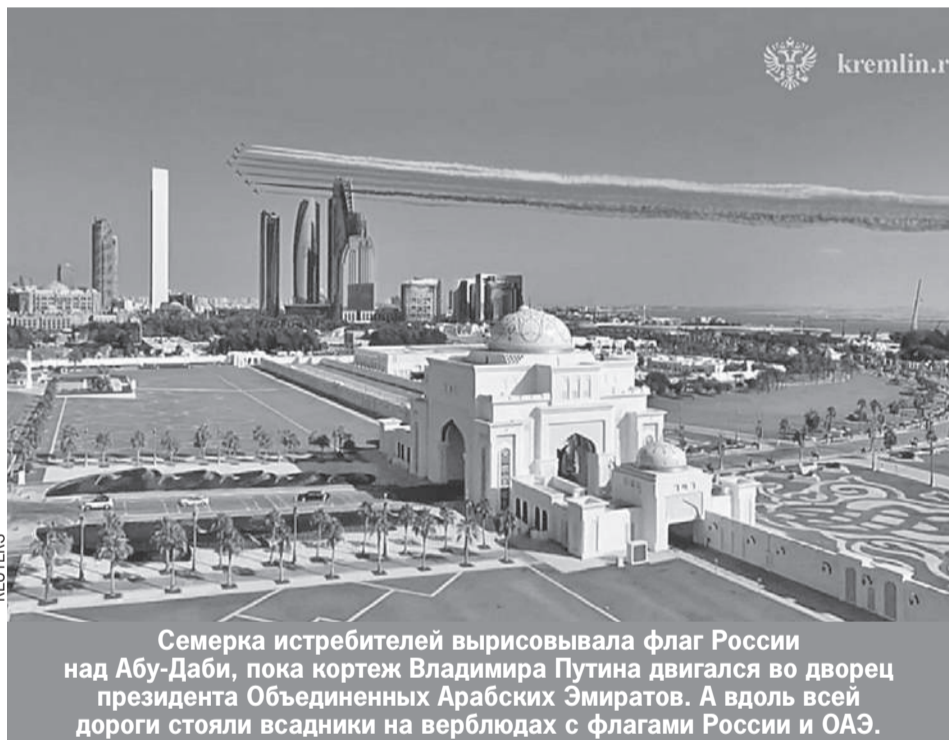 kremlin.r
REUTERS
Семерка истребителей вырисовывала флаг России
над Абу-Даби, пока кортеж Владимира Путина двигался во дворец
президента Объединенных Арабских Эмиратов. А вдоль всей
дороги стояли всадники на верблюдах с флагами России и ОАЭ.